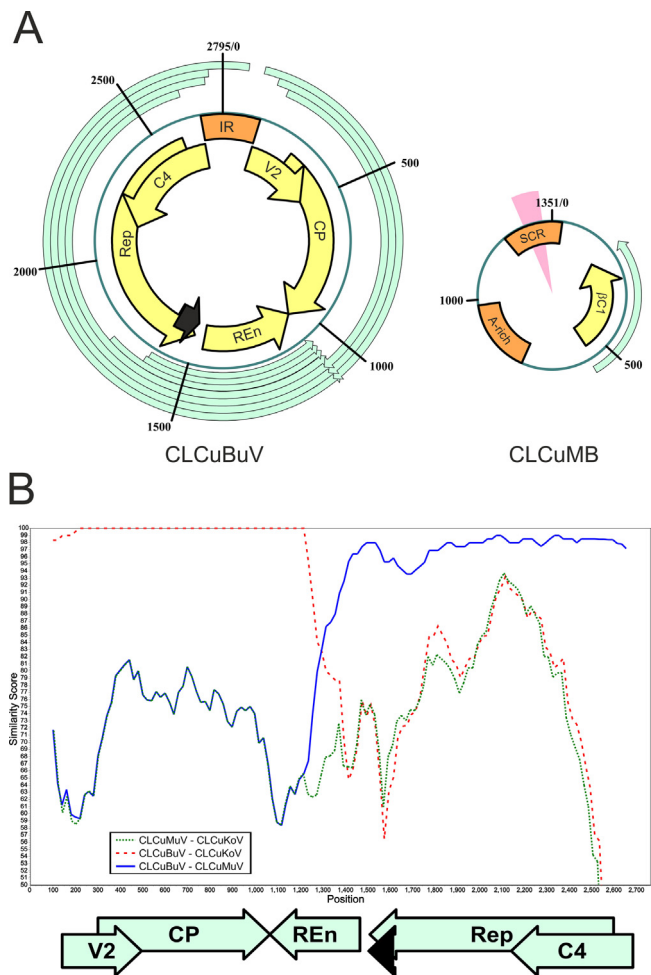 A
2795/0
2500
IR
500
C4
V2
Rep
CP
2000
REn
1000
1500
CLCuBuV
1351/0
SCR
1000
βC1
A-rich
500
CLCuMB
B
Similarity Score
100
99
98
97
96
95
94
93
92
91
90
89
88
87
86
85
84
83
82
81
80
79
78
77
76
75
74
73
72
71
70
69
68
67
66
65
64
63
62
61
60
59
58
57
56
55
54
53
52
51
50
CLCuMuV - CLCuKoV
CLCuBuV - CLCuKoV
CLCuBuV - CLCuMuV
0 100 200 300 400 500 600 700 800 900 1,000 1,100 1,200 1,300 1,400 1,500 1,600 1,700 1,800 1,900 2,000 2,100 2,200 2,300 2,400 2,500 2,600 2,700
Position
CP REn Rep
V2 C4